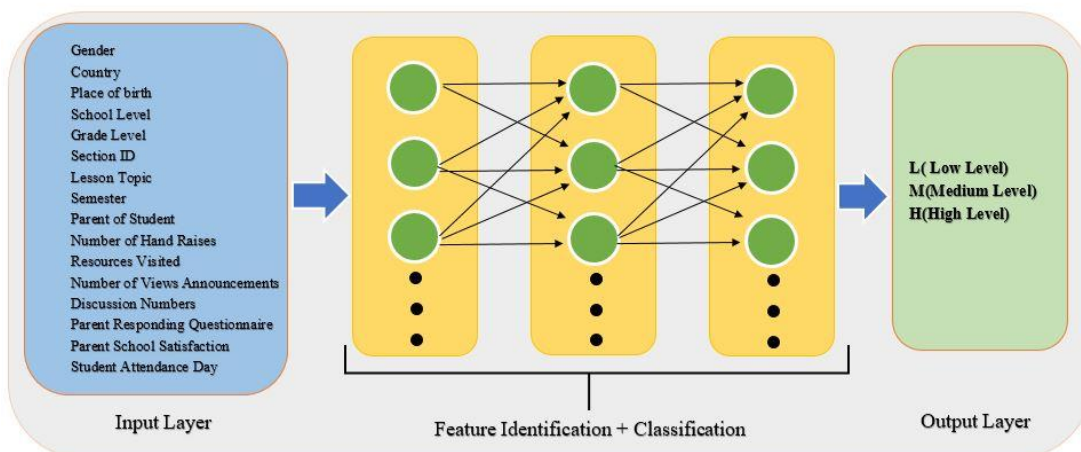 Gender
Country
Place of birth
School Level
Grade Level
Section ID
Lesson Topic
Semester
Parent of Student
Number of Hand Raises
Resources Visited
Number of Views Announcements
Discussion Numbers
Parent Responding Questionnaire
Parent School Satisfaction
Student Attendance Day
Input Layer
Feature Identification + Classification
L( Low Level)
M(Medium Level)
H(High Level)
Output Layer